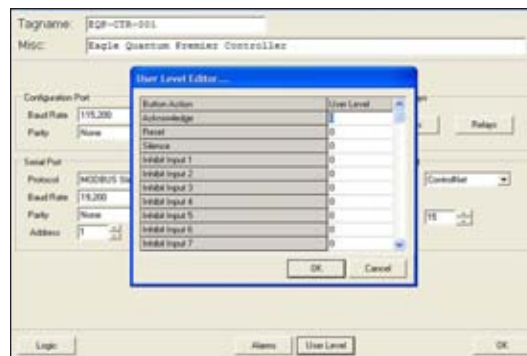 Tagname: EQP-CTR-001
Misc: Eagle Quantum Premier Controller
User Level Editor....
Button Action User Level
Acknowledge
Reset 0
Silence 0
Inhibit Input 1 0
Inhibit Input 2 0
Inhibit Input 3 0
Inhibit Input 4 0
Inhibit Input 5 0
Inhibit Input 6 0
Inhibit Input 7 0
OK Cancel
Configuration Port
Baud Rate 115,200
Parity None
Relays
Serial Port
Protocol MODBUS
Baud Rate 19,200
Parity None
Address 1
ControlNet
15
Logic Alarms User Level OK